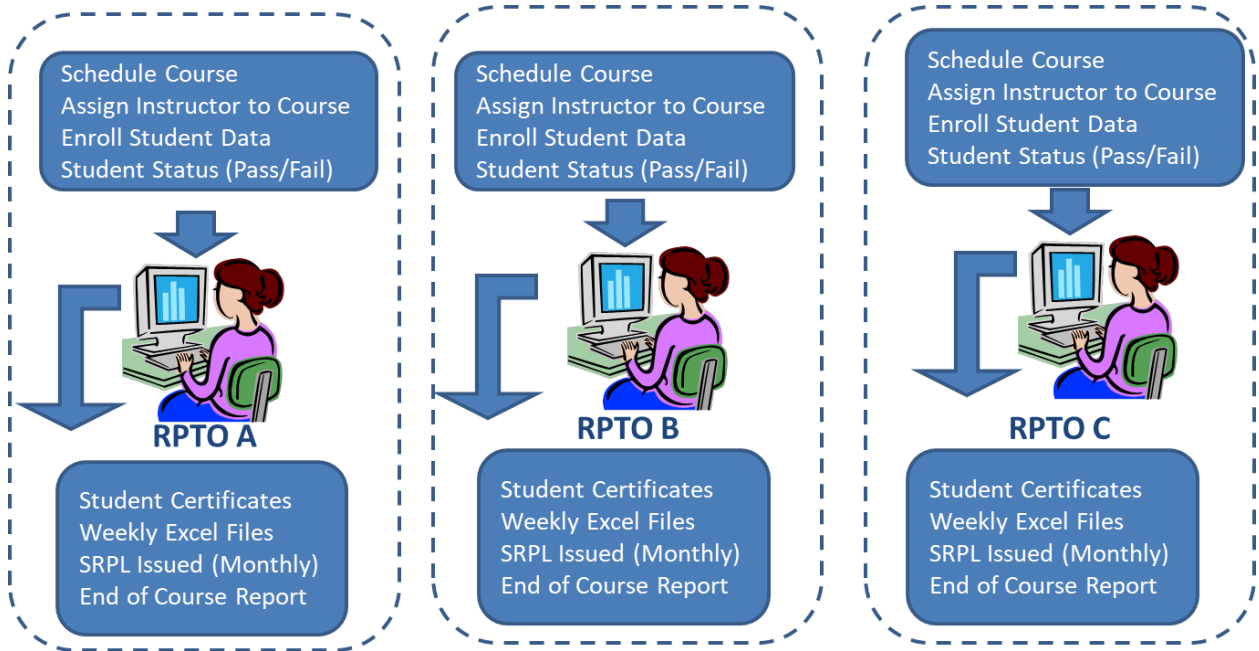 Schedule Course
Assign Instructor to Course
Enroll Student Data
Student Status (Pass/Fail)
RPTO A
Student Certificates
Weekly Excel Files
SRPL Issued (Monthly)
End of Course Report
Schedule Course
Assign Instructor to Course
Enroll Student Data
Student Status (Pass/Fail)
RPTO B
Student Certificates
Weekly Excel Files
SRPL Issued (Monthly)
End of Course Report
Schedule Course
Assign Instructor to Course
Enroll Student Data
Student Status (Pass/Fail)
RPTO C
Student Certificates
Weekly Excel Files
SRPL Issued (Monthly)
End of Course Report